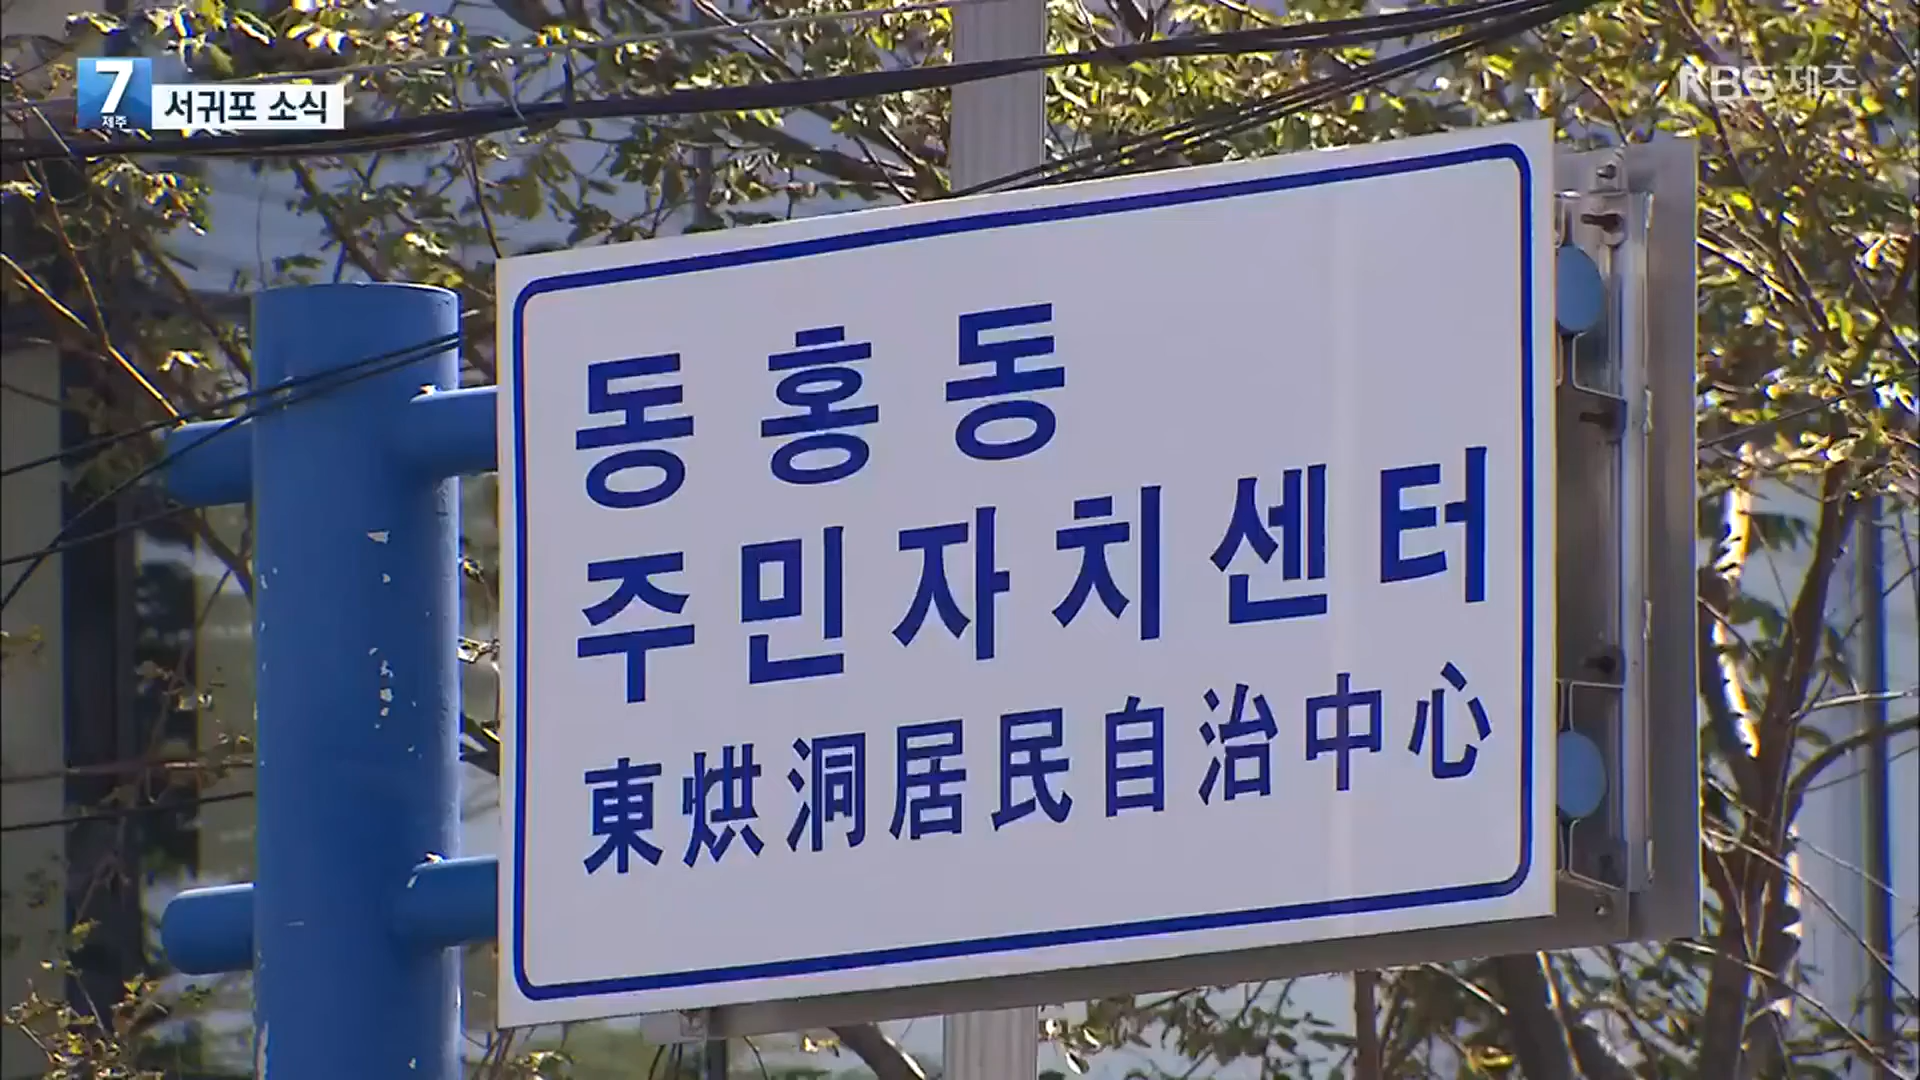 7
제주
서귀포 소식
KBS 제주
동홍동
주민자치센터
東烘洞居民自治中心